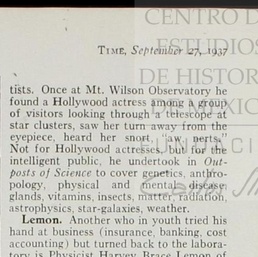 CENTRO D
ESTUDIOS
DE HISTOR
TIME, September 27, 1937
tists. Once at Mt. Wilson Observatory he
found a Hollywood actress among a group
of visitors looking through a telescope at
star clusters, saw her turn away from the
eyepiece, heard her snort, "aw, nerts."
Not for Hollywood actresses, but for the
intelligent public, he undertook in Out-
posts of Science to cover genetics, anthro-
pology, physical and mental disease,
glands, vitamins, insects, matter, radiation,
astrophysics, star-galaxies, weather.
Lemon. Another who in youth tried his
hand at business (insurance, banking, cost
accounting) but turned back to the labora-
tory is Physicist Harvey Brace Lemon of